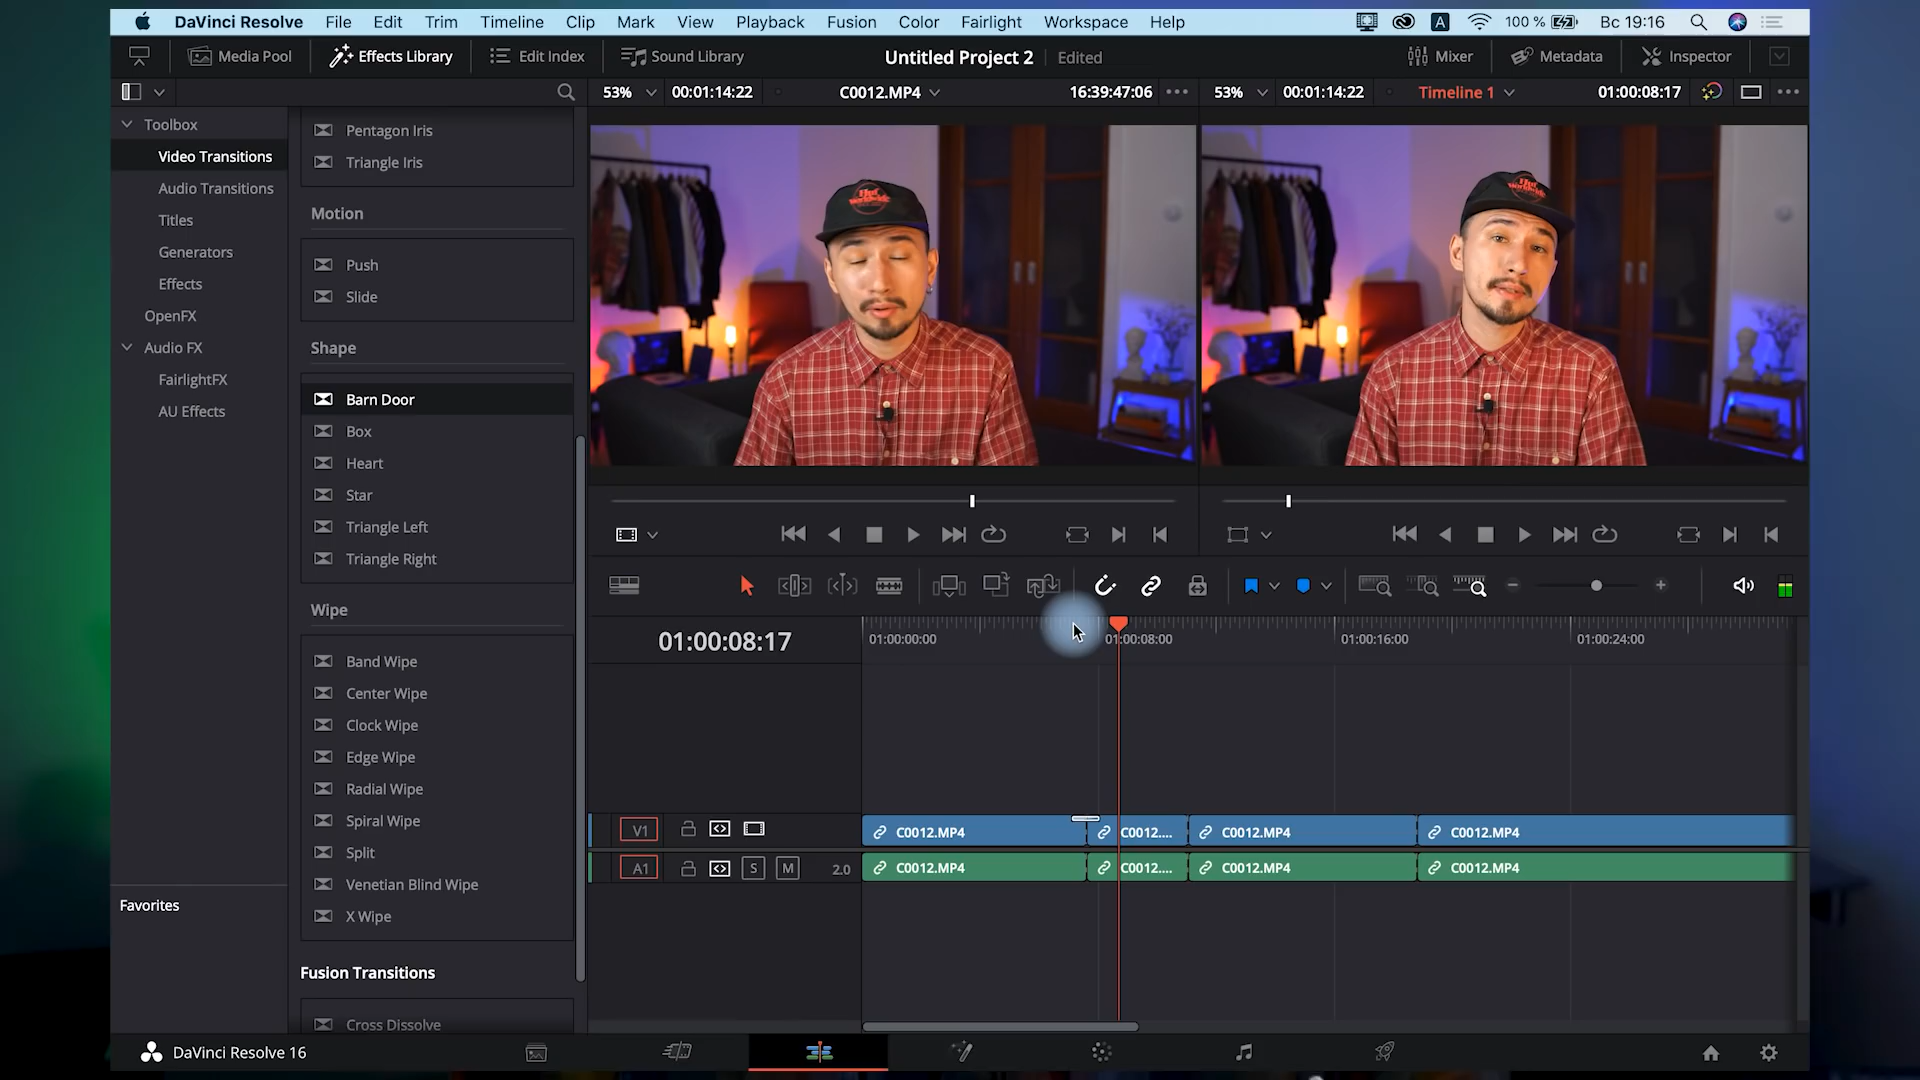 DaVinci Resolve File Edit Trim Timeline Clip Mark View Playback Fusion Color Fairlight Workspace Help A 100 % Вс 19:16
Media Pool Effects Library Edit Index Sound Library Untitled Project 2 Edited Mixer Metadata Inspector
53% 00:01:14:22 C0012.MP4 16:39:47:06 53% 00:01:14:22 Timeline 1 01:00:08:17
Toolbox
Video Transitions
Audio Transitions
Titles
Generators
Effects
OpenFX
Audio FX
FairlightFX
AU Effects
Favorites
Pentagon Iris
Triangle Iris
Motion
Push
Slide
Shape
Barn Door
Box
Heart
Star
Triangle Left
Triangle Right
Wipe
Band Wipe
Center Wipe
Clock Wipe
Edge Wipe
Radial Wipe
Spiral Wipe
Split
Venetian Blind Wipe
X Wipe
Fusion Transitions
Cross Dissolve
01:00:08:17 01:00:00:00 01:00:08:00 01:00:16:00 01:00:24:00
V1 C0012.MP4 C0012.... C0012.MP4 C0012.MP4
A1 S M 2.0 C0012.MP4 C0012.... C0012.MP4 C0012.MP4
DaVinci Resolve 16